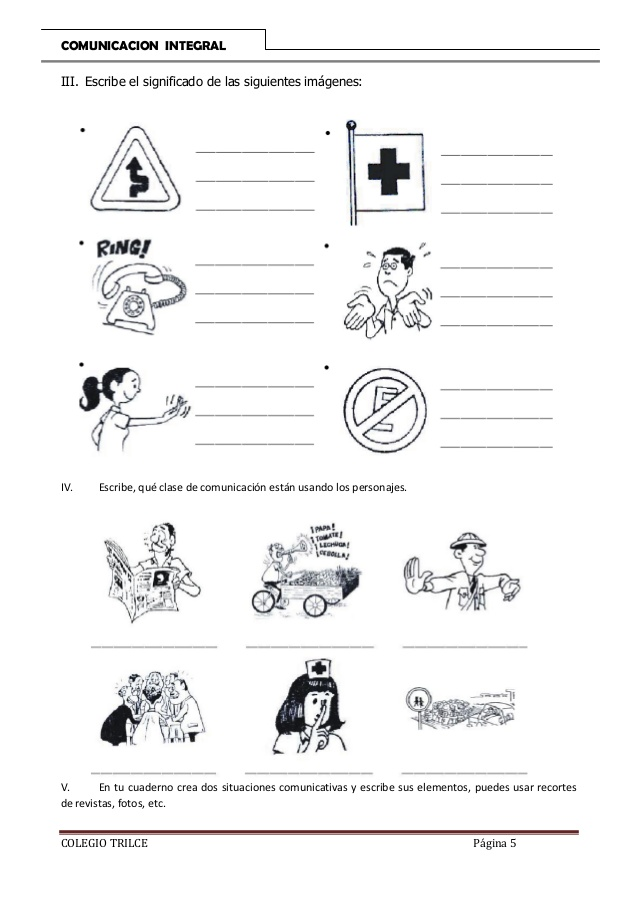 COMUNICACION INTEGRAL
III. Escribe el significado de las siguientes imágenes:
RING!
E
IV. Escribe, qué clase de comunicación están usando los personajes.
¡PAPA!
¡TOMATE!
¡LECHUGA!
¡CEBOLLA!
V. En tu cuaderno crea dos situaciones comunicativas y escribe sus elementos, puedes usar recortes
de revistas, fotos, etc.
COLEGIO TRILCE Página 5